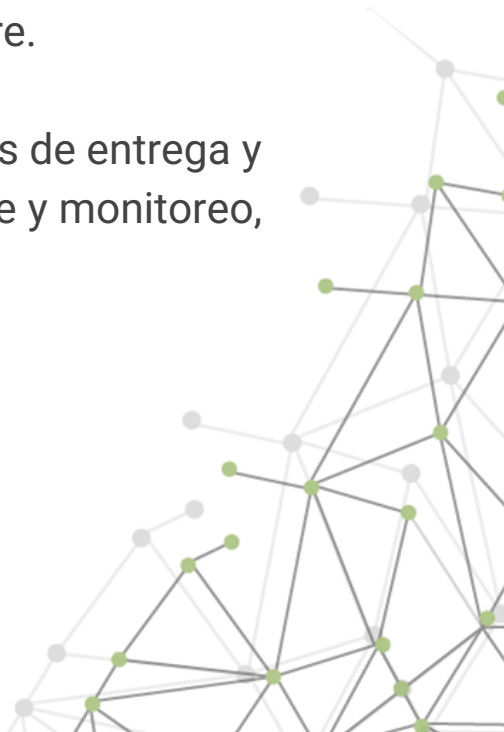 re.
s de entrega y
e y monitoreo,